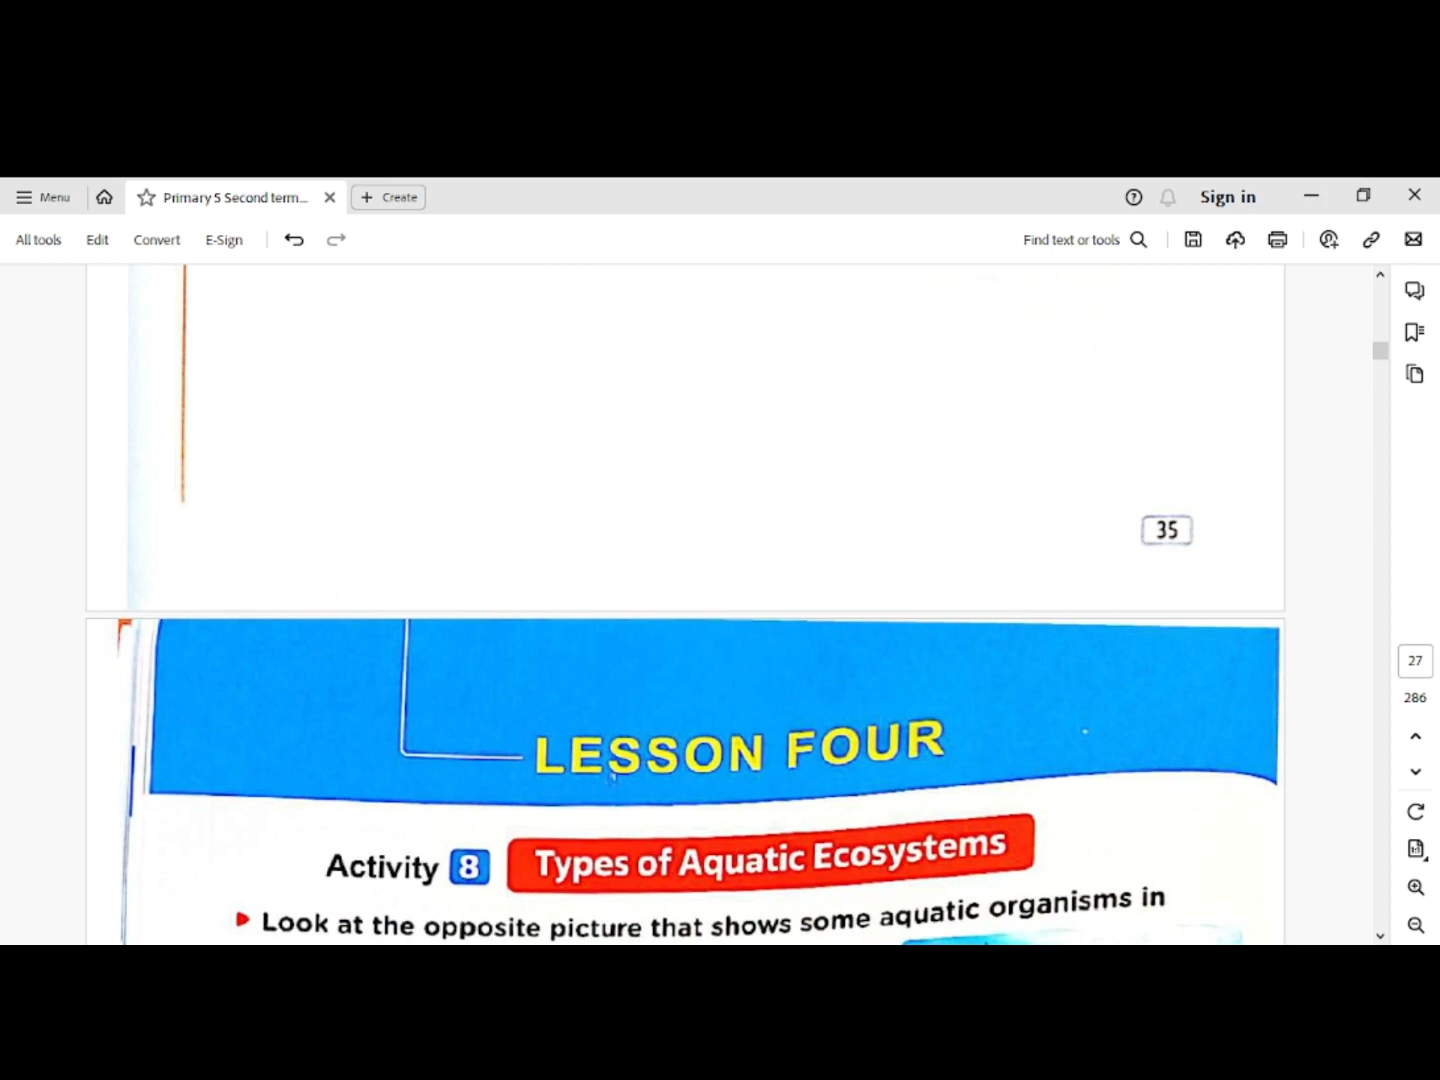 Menu
Primary 5 Second term...
Create
Sign in
All tools
Edit
Convert
E-Sign
Find text or tools
35
27
286
LESSON FOUR
Activity 8 Types of Aquatic Ecosystems
Look at the opposite picture that shows some aquatic organisms in